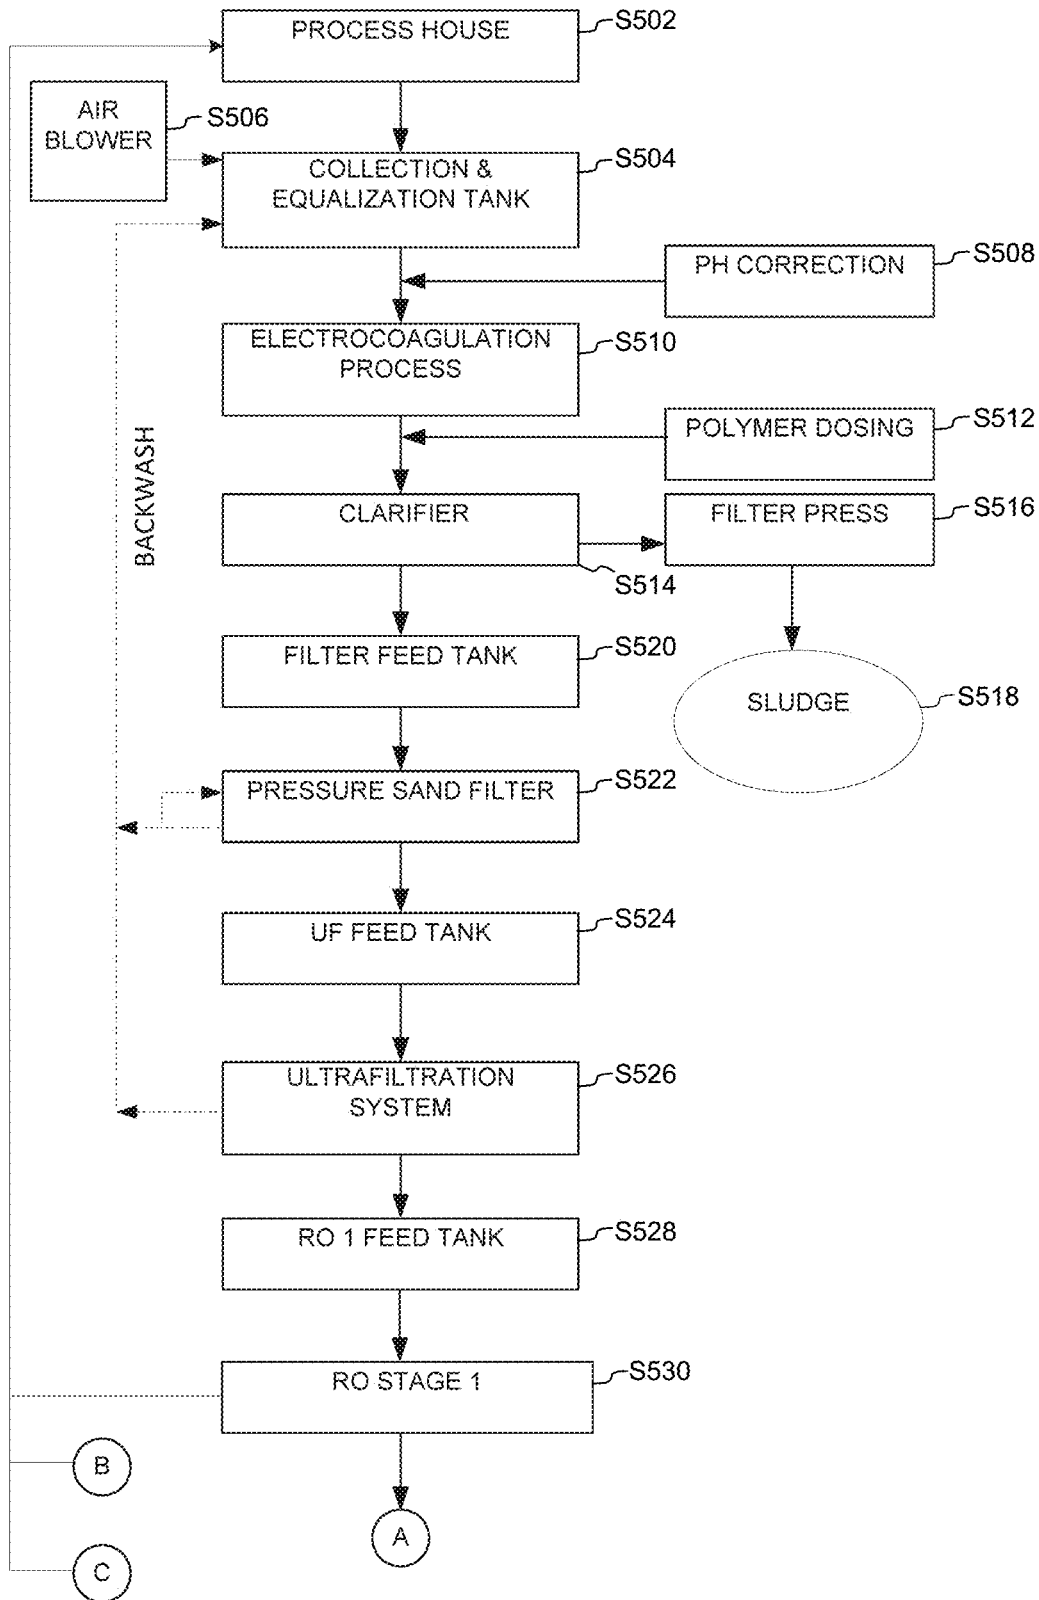 PROCESS HOUSE
S502
AIR
BLOWER
S506
COLLECTION &
EQUALIZATION TANK
S504
PH CORRECTION
S508
ELECTROCOAGULATION
PROCESS
S510
POLYMER DOSING
S512
BACKWASH
CLARIFIER
S514
FILTER PRESS
S516
FILTER FEED TANK
S520
SLUDGE
S518
PRESSURE SAND FILTER
S522
UF FEED TANK
S524
ULTRAFILTRATION
SYSTEM
S526
RO 1 FEED TANK
S528
RO STAGE 1
S530
B
A
C